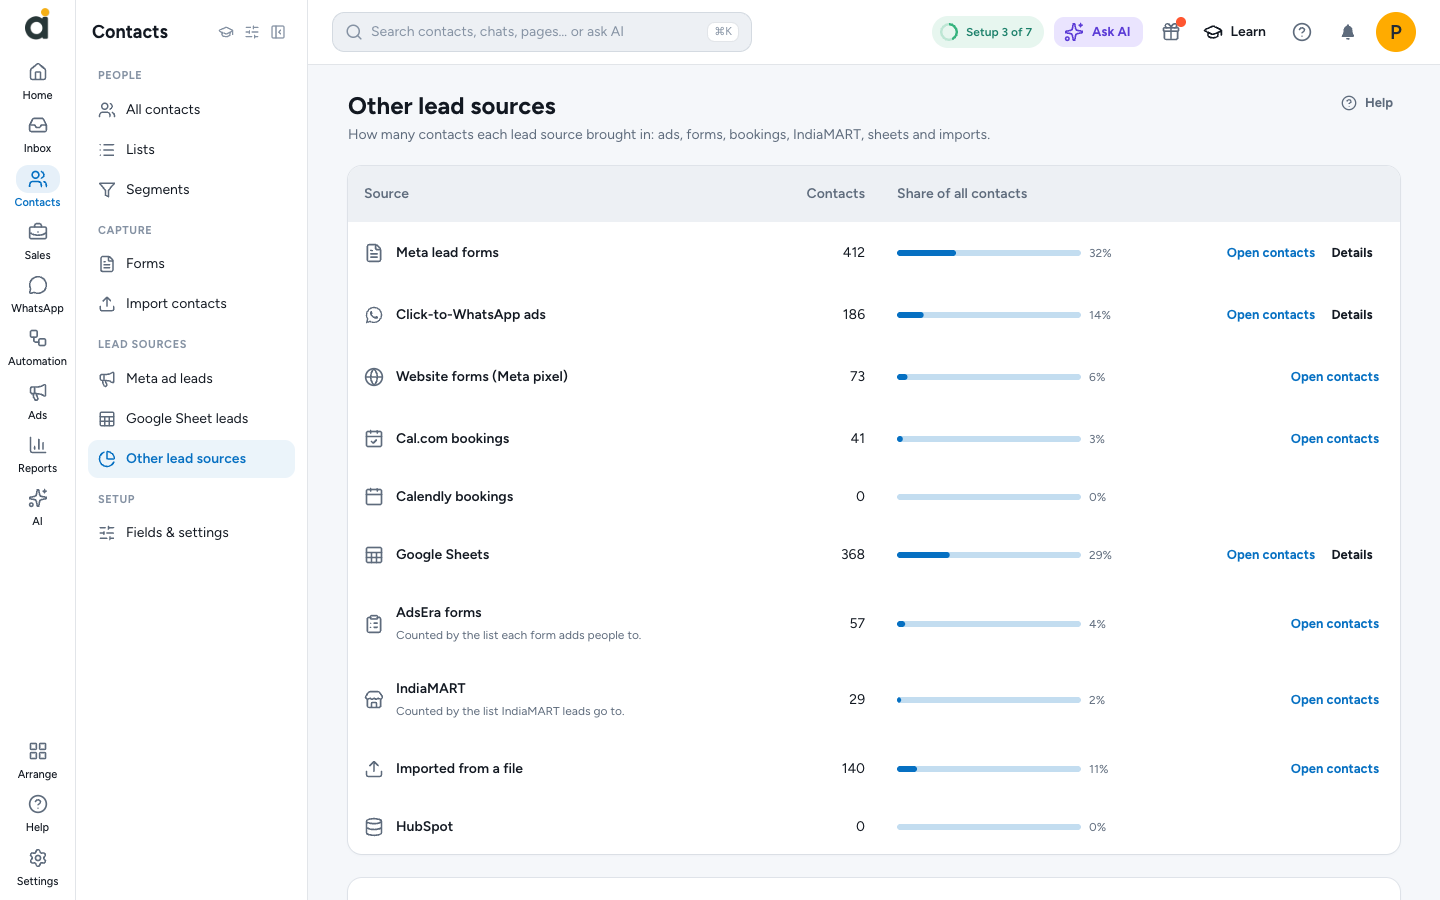 Contacts
Search contacts, chats, pages... or ask AI
⌘K
Setup 3 of 7
Ask AI
Learn
P
Home
Inbox
Contacts
Sales
WhatsApp
Automation
Ads
Reports
AI
Arrange
Help
Settings
PEOPLE
All contacts
Lists
Segments
CAPTURE
Forms
Import contacts
LEAD SOURCES
Meta ad leads
Google Sheet leads
Other lead sources
SETUP
Fields & settings
Other lead sources
Help
How many contacts each lead source brought in: ads, forms, bookings, IndiaMART, sheets and imports.
Source Contacts Share of all contacts
Meta lead forms 412 32% Open contacts Details
Click-to-WhatsApp ads 186 14% Open contacts Details
Website forms (Meta pixel) 73 6% Open contacts
Cal.com bookings 41 3% Open contacts
Calendly bookings 0 0%
Google Sheets 368 29% Open contacts Details
AdsEra forms 57 4% Open contacts
Counted by the list each form adds people to.
IndiaMART 29 2% Open contacts
Counted by the list IndiaMART leads go to.
Imported from a file 140 11% Open contacts
HubSpot 0 0%